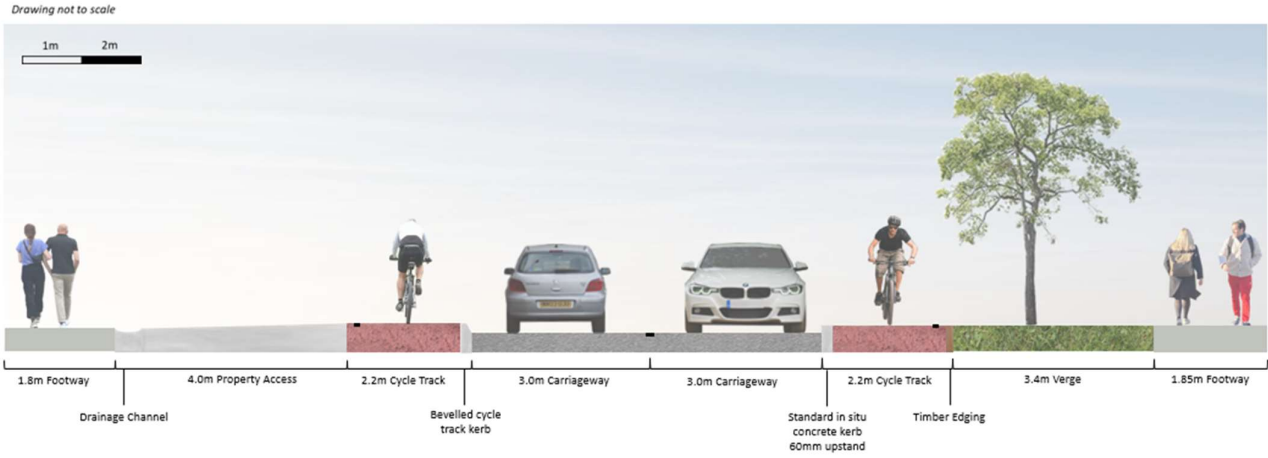 Drawing not to scale
1m 2m
1.8m Footway 4.0m Property Access 2.2m Cycle Track 3.0m Carriageway 3.0m Carriageway 2.2m Cycle Track 3.4m Verge 1.85m Footway
Drainage Channel
Bevelled cycle
track kerb
Standard in situ
concrete kerb
60mm upstand
Timber Edging